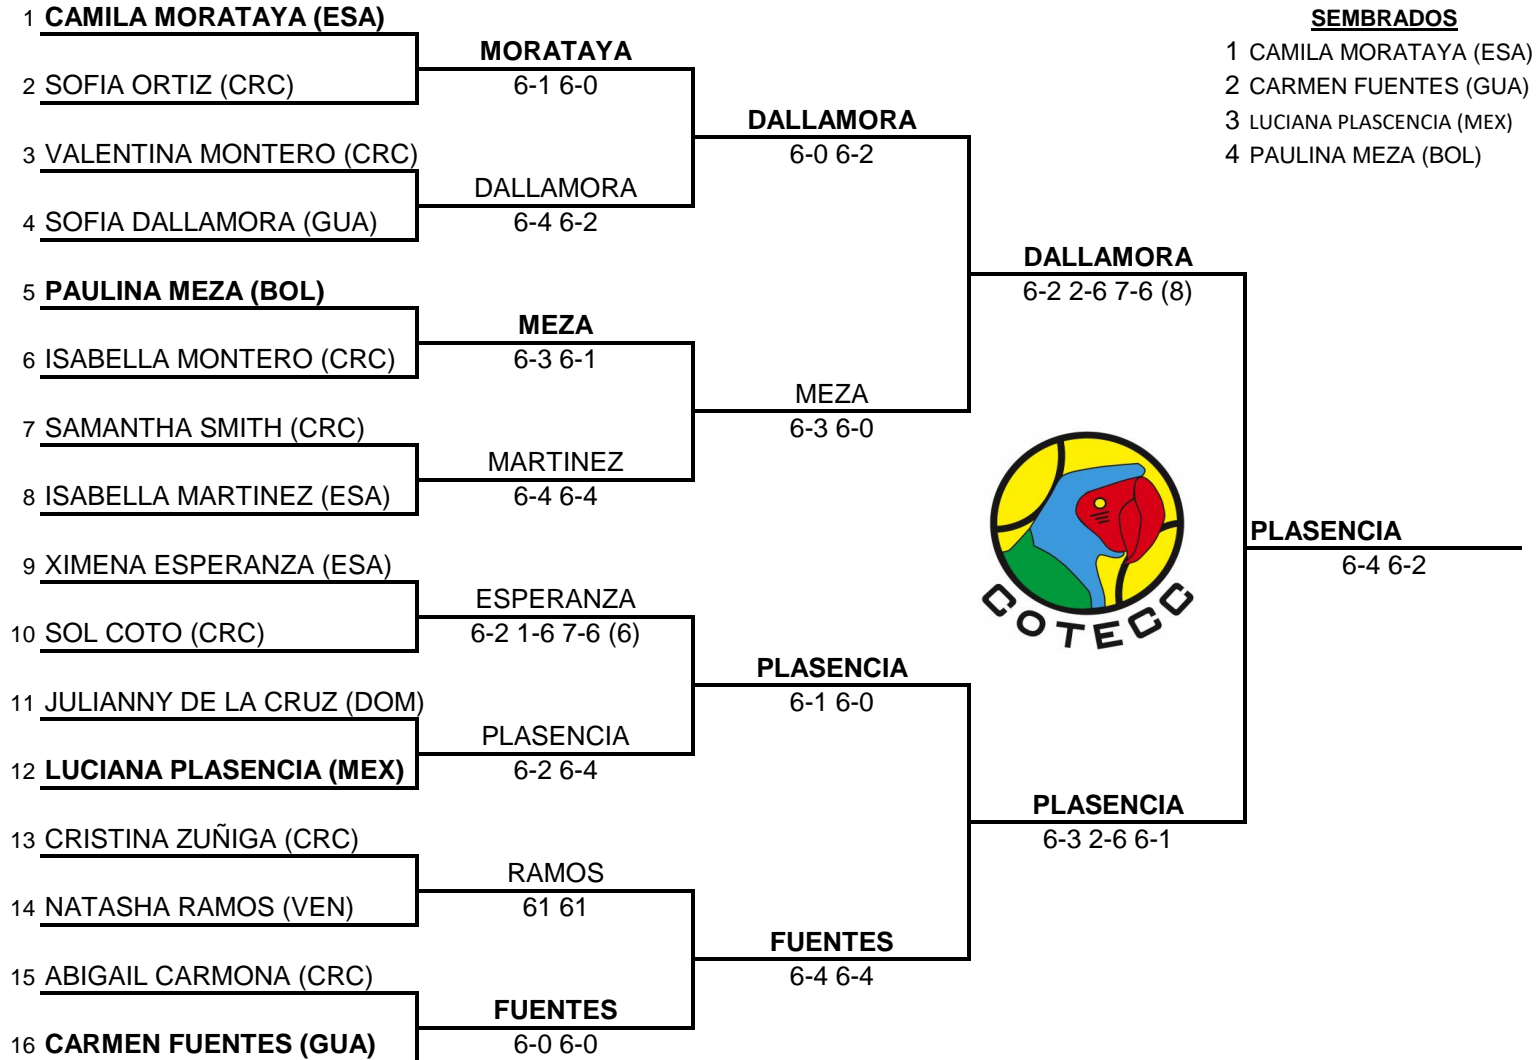 1 CAMILA MORATAYA (ESA)
SEMBRADOS
MORATAYA
1 CAMILA MORATAYA (ESA)
2 SOFIA ORTIZ (CRC)
6-1 6-0
2 CARMEN FUENTES (GUA)
DALLAMORA
3 LUCIANA PLASCENCIA (MEX)
3 VALENTINA MONTERO (CRC)
6-0 6-2
4 PAULINA MEZA (BOL)
DALLAMORA
4 SOFIA DALLAMORA (GUA)
6-4 6-2
DALLAMORA
5 PAULINA MEZA (BOL)
6-2 2-6 7-6 (8)
MEZA
6 ISABELLA MONTERO (CRC)
6-3 6-1
MEZA
7 SAMANTHA SMITH (CRC)
6-3 6-0
MARTINEZ
8 ISABELLA MARTINEZ (ESA)
6-4 6-4
PLASENCIA
9 XIMENA ESPERANZA (ESA)
6-4 6-2
ESPERANZA
10 SOL COTO (CRC)
6-2 1-6 7-6 (6)
COTECC
PLASENCIA
11 JULIANNY DE LA CRUZ (DOM)
6-1 6-0
PLASENCIA
12 LUCIANA PLASENCIA (MEX)
6-2 6-4
PLASENCIA
13 CRISTINA ZUÑIGA (CRC)
6-3 2-6 6-1
RAMOS
14 NATASHA RAMOS (VEN)
61 61
FUENTES
15 ABIGAIL CARMONA (CRC)
6-4 6-4
FUENTES
16 CARMEN FUENTES (GUA)
6-0 6-0